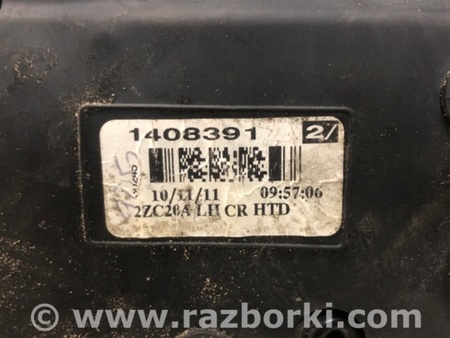 1408391 2/
10/11/11 09:57:06
2ZC20A LH CR HTD
© www.razborki.com